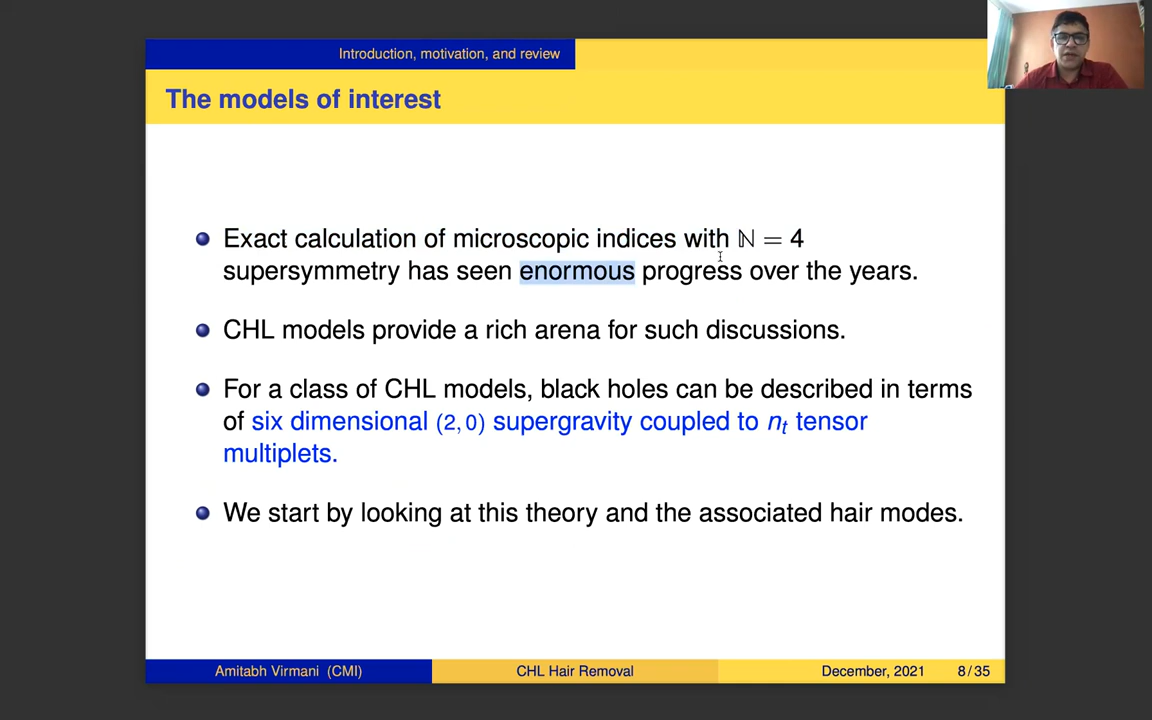 Introduction, motivation, and review
The models of interest
Exact calculation of microscopic indices with ℕ = 4
supersymmetry has seen enormous progress over the years.
CHL models provide a rich arena for such discussions.
For a class of CHL models, black holes can be described in terms
of six dimensional (2, 0) supergravity coupled to nₜ tensor
multiplets.
We start by looking at this theory and the associated hair modes.
Amitabh Virmani (CMI) CHL Hair Removal December, 2021 8 / 35